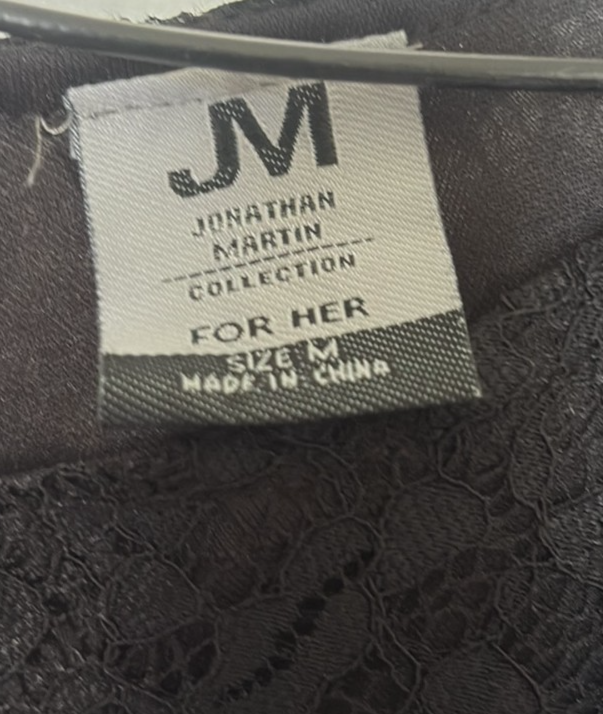 JM
JONATHAN
MARTIN
COLLECTION
FOR HER
SIZE M
MADE IN CHINA